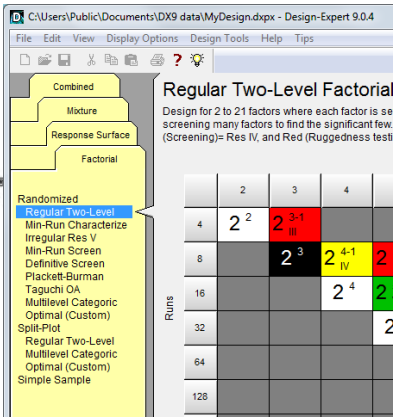 C:\Users\Public\Documents\DX9 data\MyDesign.dxpx - Design-Expert 9.0.4
File Edit View Display Options Design Tools Help Tips
Combined
Mixture
Response Surface
Factorial
Randomized
Regular Two-Level
Min-Run Characterize
Irregular Res V
Min-Run Screen
Definitive Screen
Plackett-Burman
Taguchi OA
Multilevel Categoric
Optimal (Custom)
Split-Plot
Regular Two-Level
Multilevel Categoric
Optimal (Custom)
Simple Sample
Regular Two-Level Factorial
Design for 2 to 21 factors where each factor is se
screening many factors to find the significant few.
(Screening)= Res IV, and Red (Ruggedness testi
2 3 4
4 2 2 2 3-1 III
8 2 3 2 4-1 IV 2
16 2 4 2
32 2
64
128
Runs